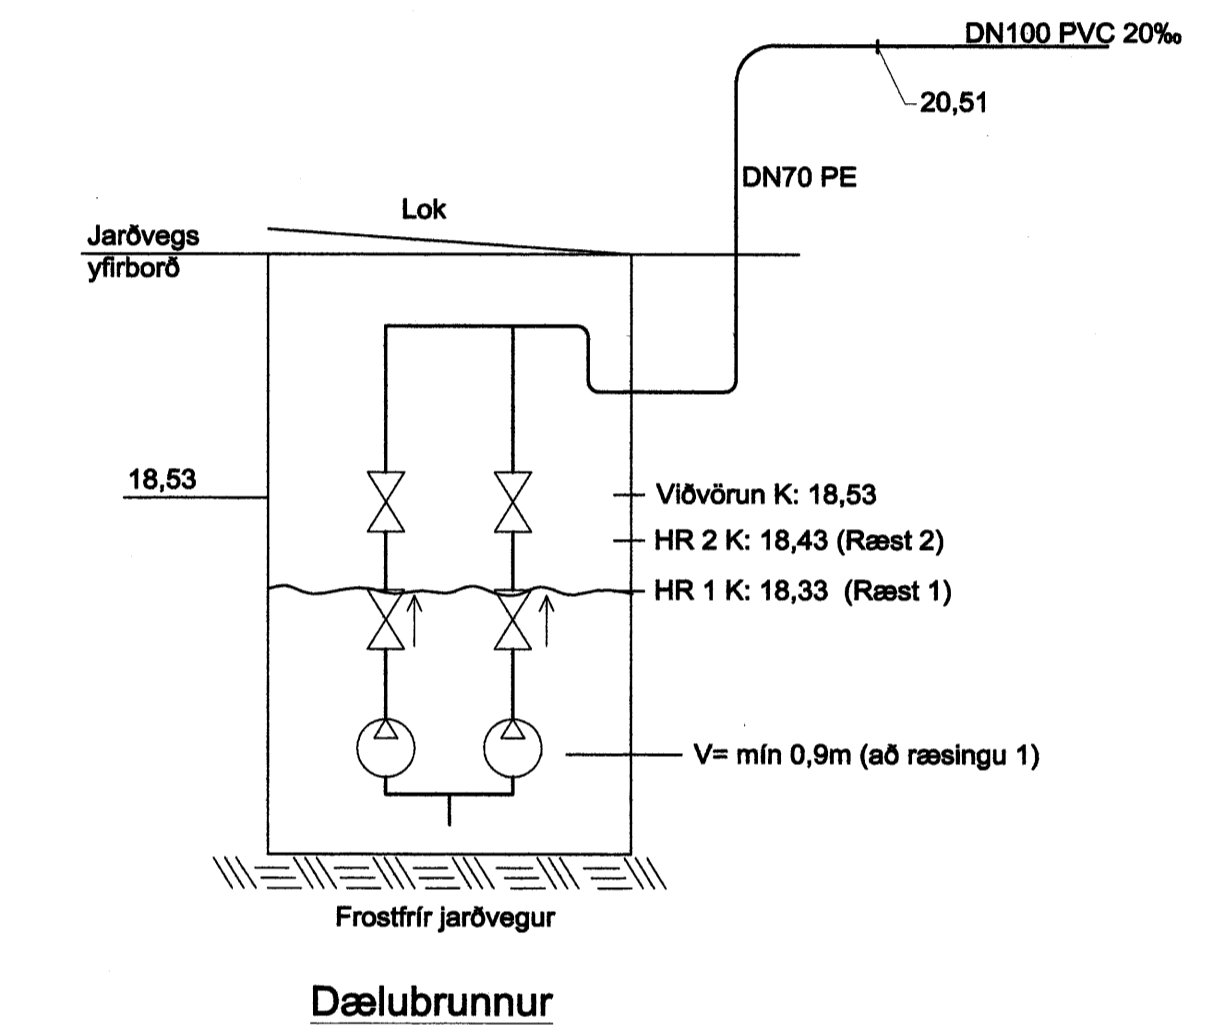 DN100 PVC 20‰
20,51
DN70 PE
Lok
Jarðvegs
yfirborð
18,53
Viðvörun K: 18,53
HR 2 K: 18,43 (Ræst 2)
HR 1 K: 18,33 (Ræst 1)
V= mín 0,9m (að ræsingu 1)
Frostfrír jarðvegur
Dælubrunnur